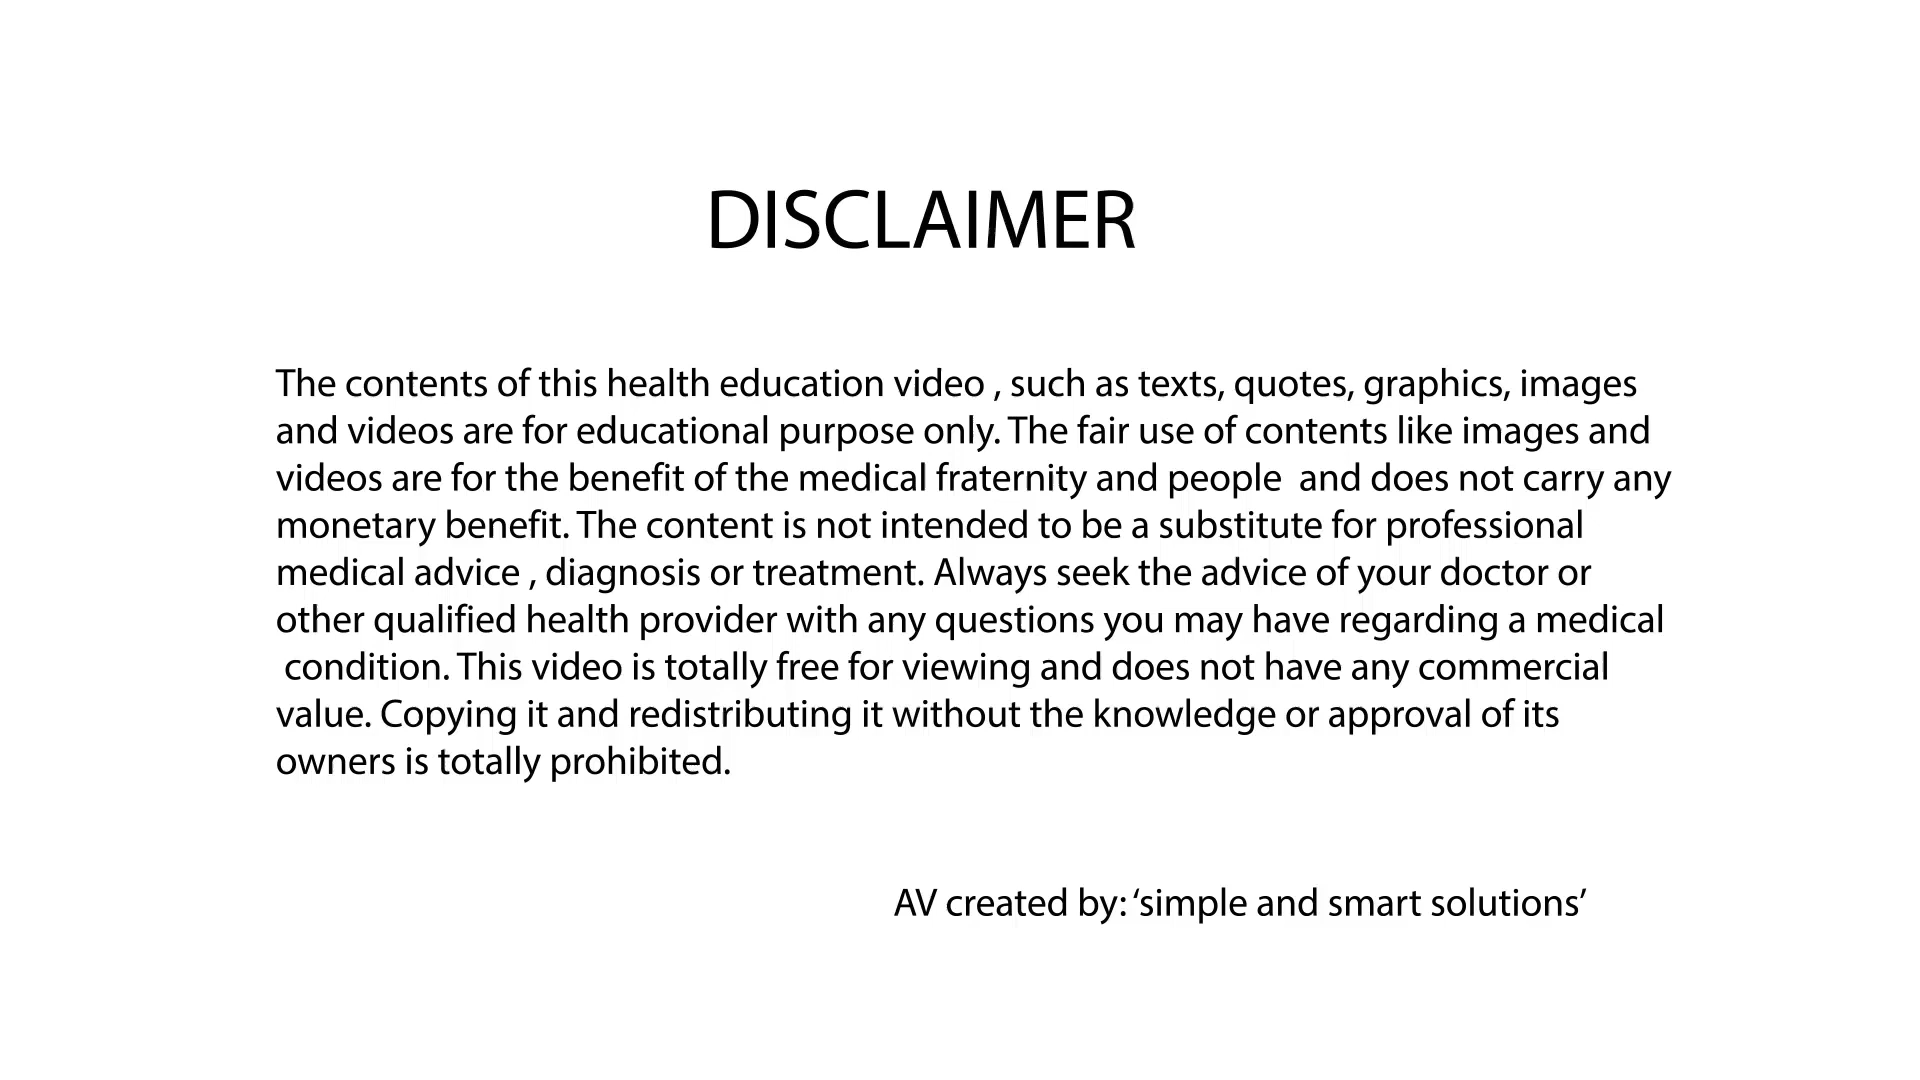 DISCLAIMER
The contents of this health education video , such as texts, quotes, graphics, images
and videos are for educational purpose only. The fair use of contents like images and
videos are for the benefit of the medical fraternity and people  and does not carry any
monetary benefit. The content is not intended to be a substitute for professional
medical advice , diagnosis or treatment. Always seek the advice of your doctor or
other qualified health provider with any questions you may have regarding a medical
condition. This video is totally free for viewing and does not have any commercial
value. Copying it and redistributing it without the knowledge or approval of its
owners is totally prohibited.
AV created by: ‘simple and smart solutions’